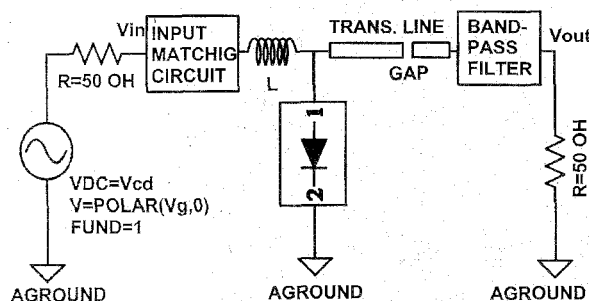 Vin
INPUT
MATCHIG
CIRCUIT
R=50 OH
L
TRANS. LINE
GAP
BAND-
PASS
FILTER
Vout
R=50 OH
1
2
VDC=Vcd
V=POLAR(Vg,0)
FUND=1
AGROUND
AGROUND
AGROUND